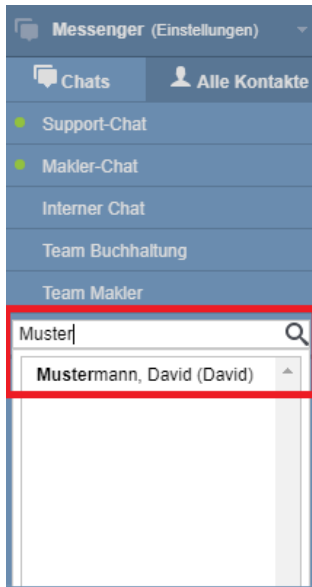 Messenger (Einstellungen)
Chats
Alle Kontakte
Support-Chat
Makler-Chat
Interner Chat
Team Buchhaltung
Team Makler
Muster
Mustermann, David (David)